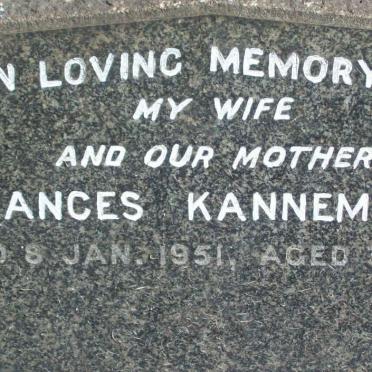 N LOVING MEMORY
MY WIFE
AND OUR MOTHER
ANCES KANNEM
D 8 JAN. 1951, AGED